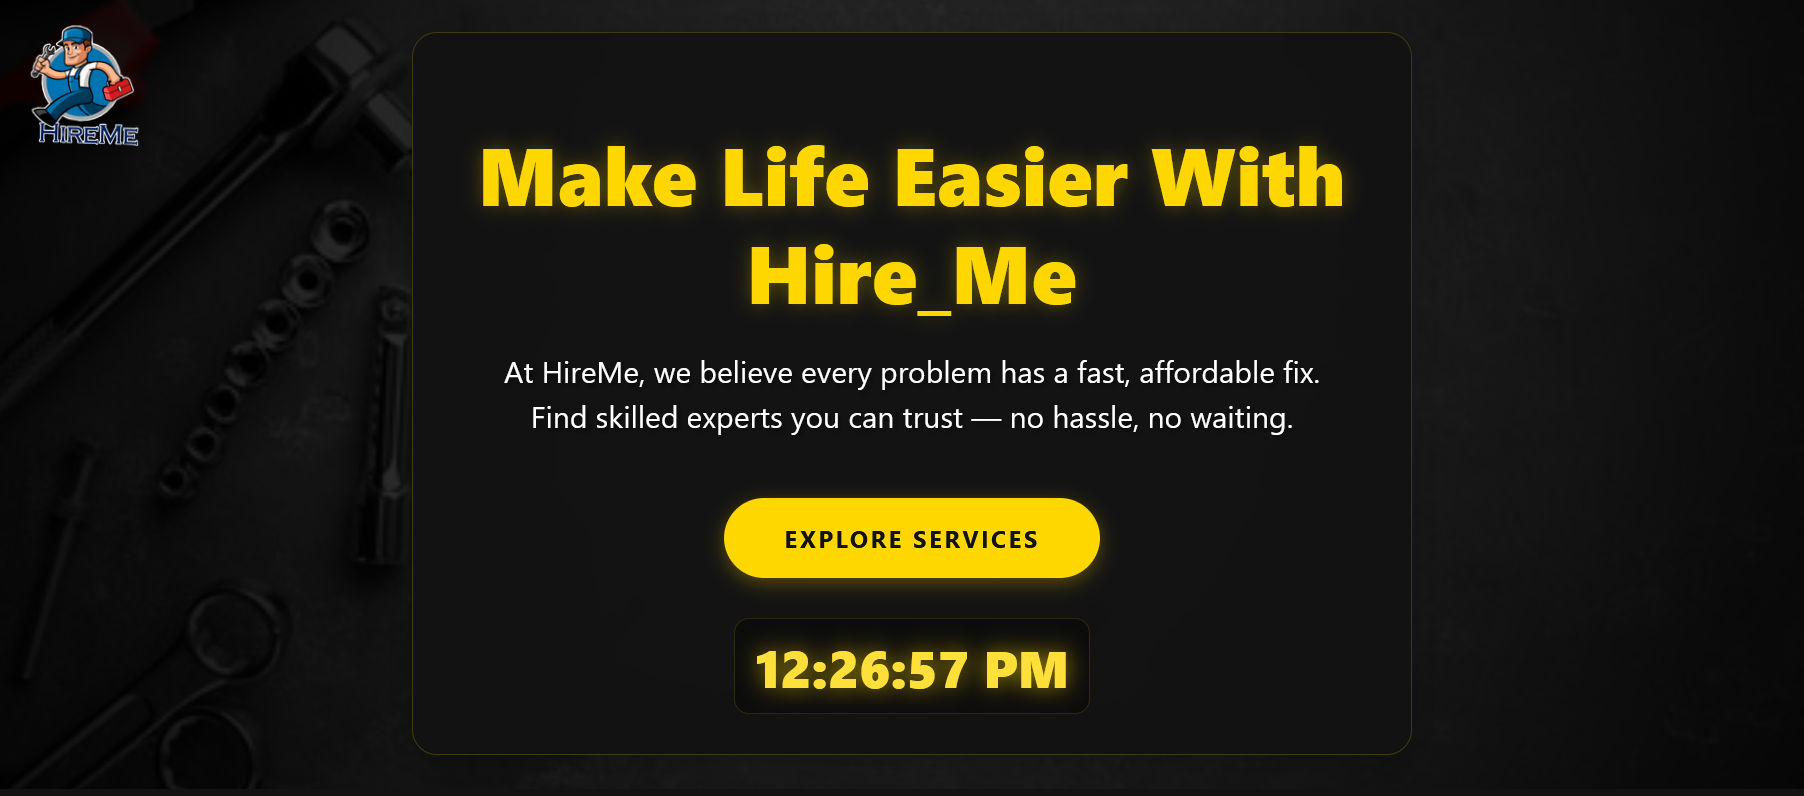 HireMe
Make Life Easier With
Hire_Me
At HireMe, we believe every problem has a fast, affordable fix.
Find skilled experts you can trust — no hassle, no waiting.
EXPLORE SERVICES
12:26:57 PM